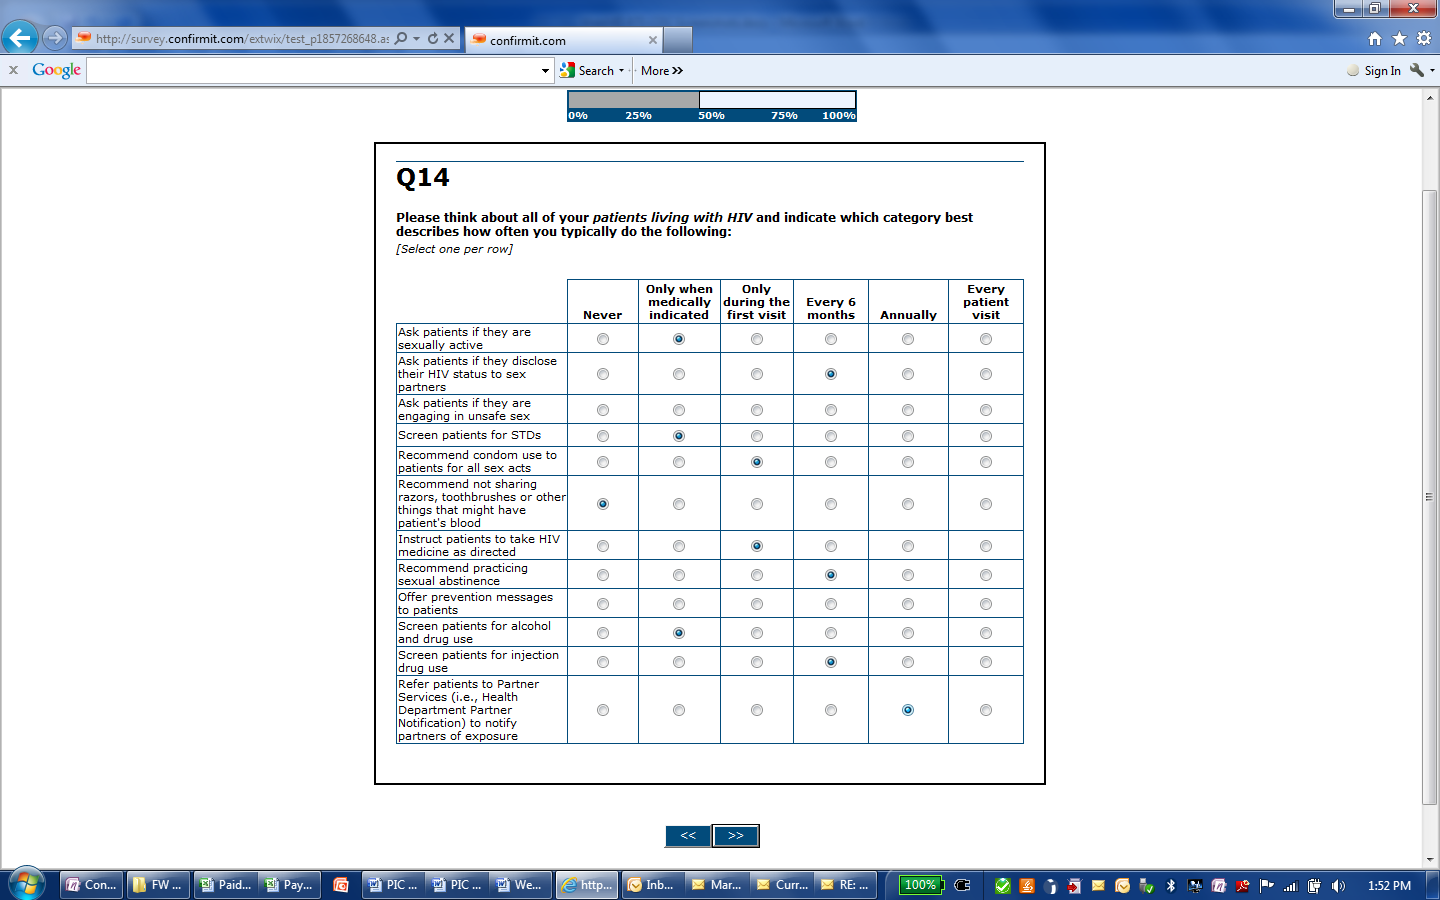 http://survey.confirmit.com/extwix/test_p1857268648.as
confirmit.com
x Google Search More >> Sign In
0% 25% 50% 75% 100%
Q14
Please think about all of your patients living with HIV and indicate which category best
describes how often you typically do the following:
[Select one per row]
Never
Only when
medically
indicated
Only
during the
first visit
Every 6
months
Annually
Every
patient
visit
Ask patients if they are
sexually active
Ask patients if they disclose
their HIV status to sex
partners
Ask patients if they are
engaging in unsafe sex
Screen patients for STDs
Recommend condom use to
patients for all sex acts
Recommend not sharing
razors, toothbrushes or other
things that might have
patient's blood
Instruct patients to take HIV
medicine as directed
Recommend practicing
sexual abstinence
Offer prevention messages
to patients
Screen patients for alcohol
and drug use
Screen patients for injection
drug use
Refer patients to Partner
Services (i.e., Health
Department Partner
Notification) to notify
partners of exposure
<< >>
Con... FW ... Paid... Pay... PIC ... PIC ... We... http... Inb... Mar... Curr... RE: ... 100% 1:52 PM